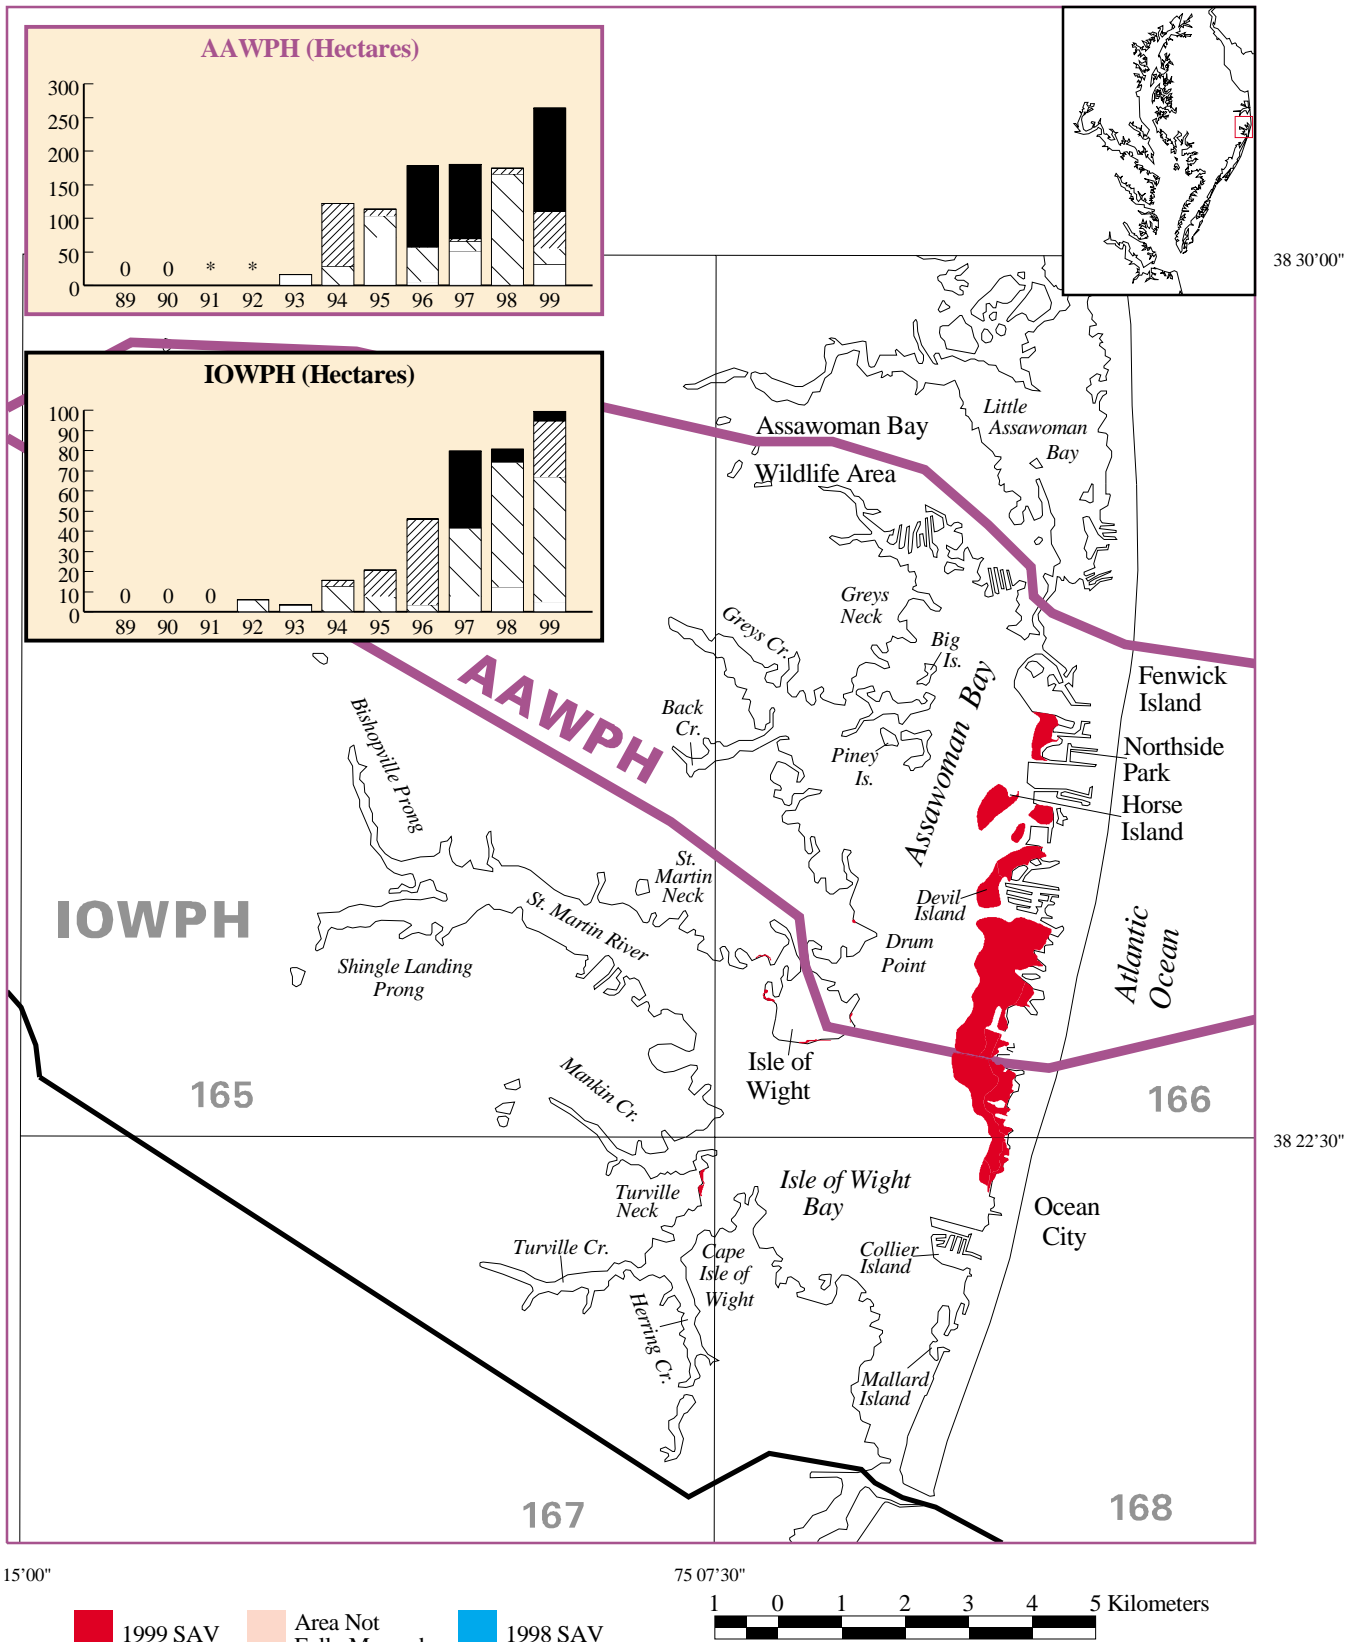 AAWPH (Hectares)
300
250
200
150
100
50
0
0 0 * *
89 90 91 92 93 94 95 96 97 98 99
IOWPH (Hectares)
100
90
80
70
60
50
40
30
20
10
0
0 0 0
89 90 91 92 93 94 95 96 97 98 99
38 30'00"
Little
Assawoman
Bay
Assawoman Bay
Wildlife Area
Greys
Neck
Greys Cr.
Big
Is.
Assawoman Bay
Fenwick
Island
AAWPH
Back
Cr.
Piney
Is.
Northside
Park
Horse
Island
Bishopville Prong
St.
Martin
Neck
Devil
Island
IOWPH
St. Martin River
Drum
Point
Atlantic
Ocean
Shingle Landing
Prong
Isle of
Wight
165
Mankin Cr.
166
38 22'30"
Isle of Wight
Bay
Turville
Neck
Ocean
City
Turville Cr.
Cape
Isle of
Wight
Collier
Island
Herring Cr.
Mallard
Island
167
168
15'00"
75 07'30"
1 0 1 2 3 4 5 Kilometers
1999 SAV
Area Not
1998 SAV